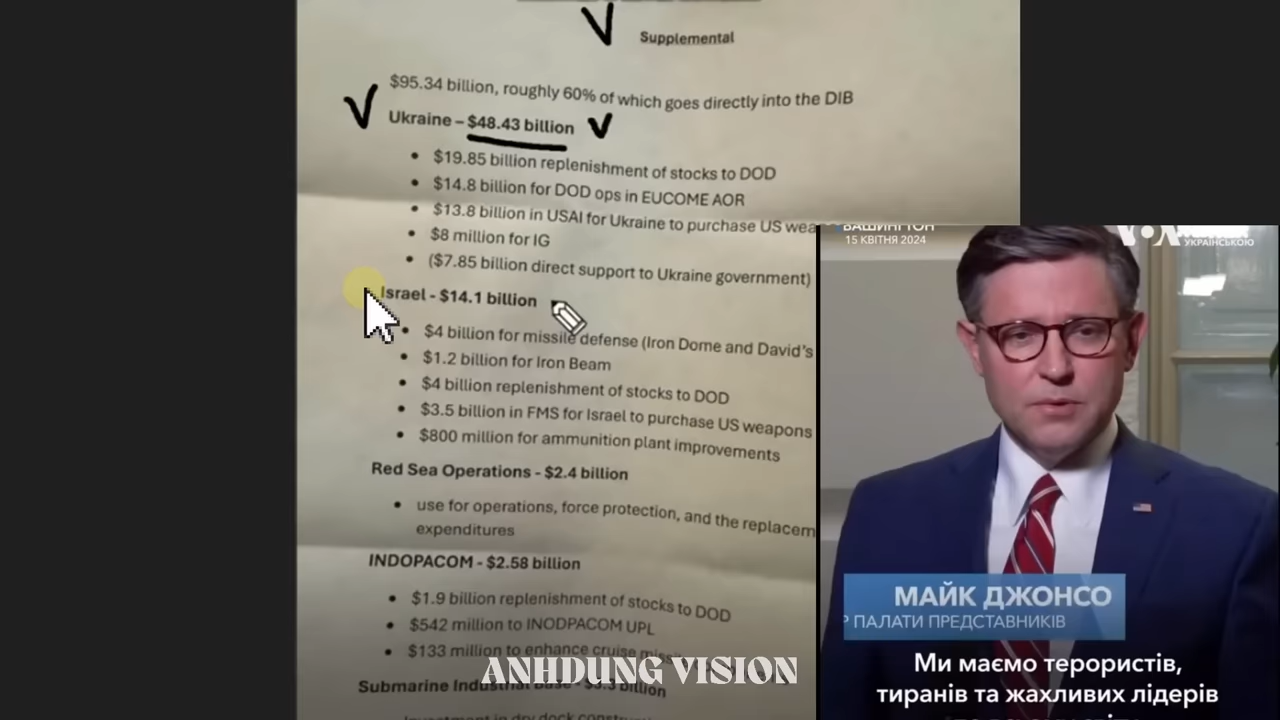 Supplemental
$95.34 billion, roughly 60% of which goes directly into the DIB
Ukraine – $48.43 billion
• $19.85 billion replenishment of stocks to DOD
• $14.8 billion for DOD ops in EUCOME AOR
• $13.8 billion in USAI for Ukraine to purchase US
• $8 million for IG
• ($7.85 billion direct support to Ukraine government)
Israel - $14.1 billion
• $4 billion for missile defense (Iron Dome and David's
• $1.2 billion for Iron Beam
• $4 billion replenishment of stocks to DOD
• $3.5 billion in FMS for Israel to purchase US weapons
• $800 million for ammunition plant improvements
Red Sea Operations - $2.4 billion
• use for operations, force protection, and the replacem
expenditures
INDOPACOM - $2.58 billion
• $1.9 billion replenishment of stocks to DOD
• $542 million to INODPACOM UPL
• $133 million to enhance cruise
Submarine Industrial Base - $3.3 billion
ANHDUNG VISION
ВАШИНГТОН
15 КВІТНЯ 2024
VOA
УКРАЇНСЬКОЮ
МАЙК ДЖОНСО
Р ПАЛАТИ ПРЕДСТАВНИКІВ
Ми маємо терористів,
тиранів та жахливих лідерів